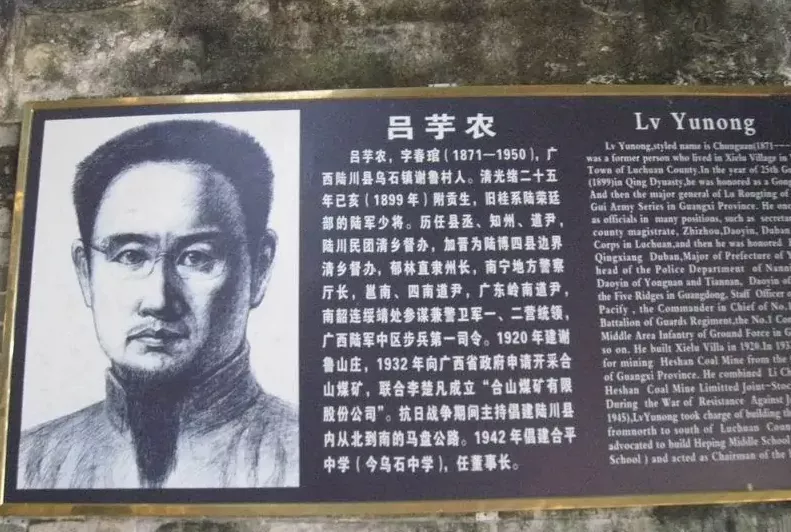 吕芋农
吕芋农，字春琯（1871—1950），广
西陆川县乌石镇谢鲁村人。清光绪二十五
年己亥（1899年）附贡生，旧桂系陆荣廷
部的陆军少将。历任县丞、知州、道尹，
陆川民团清乡督办，加晋为陆博四县边界
清乡督办，郁林直隶州长，南宁地方警察
厅长，邕南、四南道尹，广东岭南道尹，
南韶连绥靖处参谋兼警卫军一、二营统领，
广西陆军中区步兵第一司令。1920年建谢
鲁山庄，1932年向广西省政府申请开采合
山煤矿，联合李楚凡成立“合山煤矿有限
股份公司”。抗日战争期间主持倡建陆川县
内从北到南的马盘公路。1942年倡建合平
中学（今乌石中学），任董事长。
Lv Yunong
Lv Yunong,styled name is Chunguan(1871——
was a former person who lived in Xielu Village in
Town of Luchuan County.In the year of 25th Gu
(1899)in Qing Dynasty,he was honored as a Gong
And then the major general of Lu Rongting of
Gui Army Series in Guangxi Province. He onc
as officials in many positions, such as secretar
county magistrate, Zhizhou, Daoyin, Duban
Corps in Luchuan,and then he was honored
Qingxiang Duban,Major of Prefecture of Y
head of the Police Department of Nann
Daoyin of Yongnan and Tiannan, Daoyin of
the Five Ridges in Guangdong, Staff Officer
Pacify , the Commander in Chief of No.1
Battalion of Guards Regiment,the No.1 Com
Middle Area Infantry of Ground Force in G
so on. He built Xielu Villa in 1920.In 193
for mining Heshan Coal Mine from the
of Guangxi Province. He combined Li Ch
Heshan Coal Mine Limitted Joint-Stoc
During the War of Resistance Against J
1945),LvYunong took charge of building th
fromnorth to south of Luchuan Coun
advocated to build Heping Middle School
School ) and acted as Chairman of the